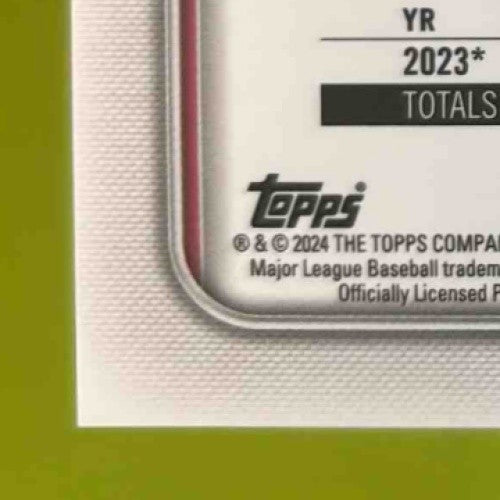 YR
2023*
TOTALS
Topps
® & © 2024 THE TOPPS COMPA
Major League Baseball tradem
Officially Licensed P